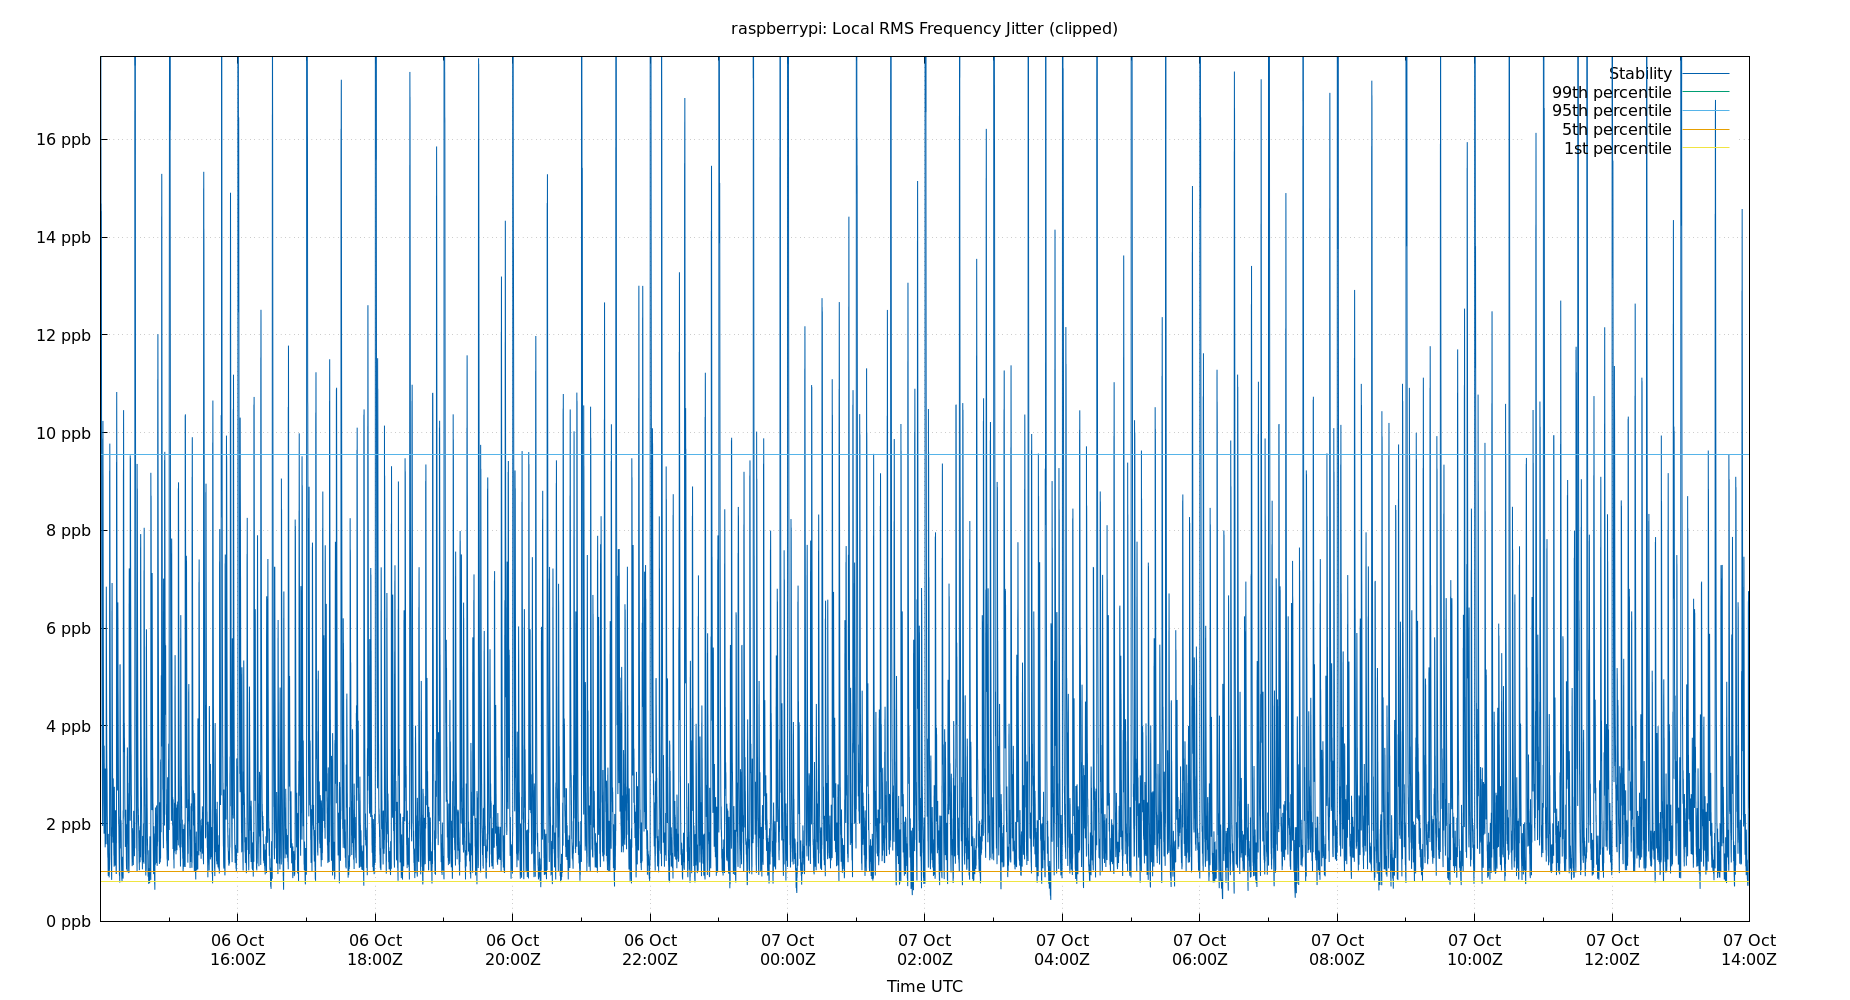 raspberrypi: Local RMS Frequency Jitter (clipped)
Stability
99th percentile
95th percentile
5th percentile
1st percentile
16 ppb
14 ppb
12 ppb
10 ppb
8 ppb
6 ppb
4 ppb
2 ppb
0 ppb
06 Oct 06 Oct 06 Oct 06 Oct 07 Oct 07 Oct 07 Oct 07 Oct 07 Oct 07 Oct 07 Oct 07 Oct
16:00Z 18:00Z 20:00Z 22:00Z 00:00Z 02:00Z 04:00Z 06:00Z 08:00Z 10:00Z 12:00Z 14:00Z
Time UTC